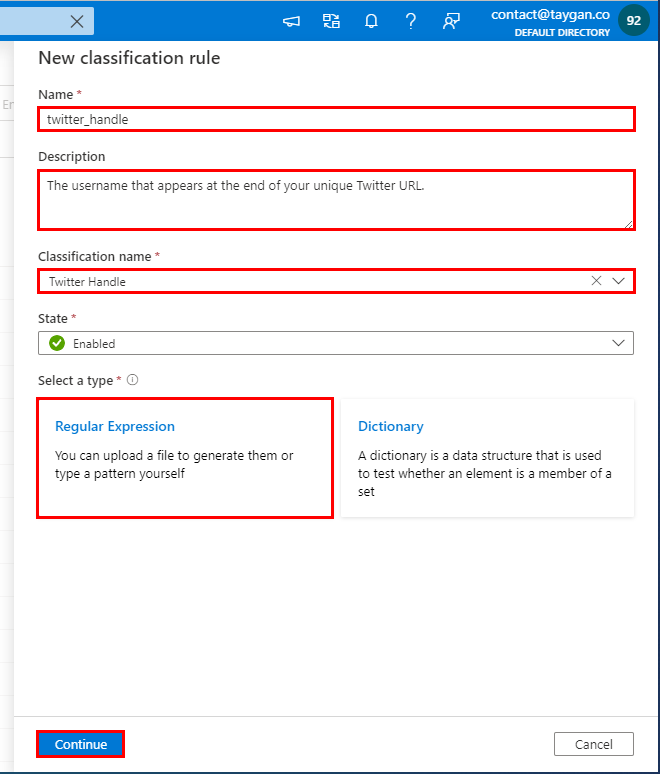 contact@taygan.co
DEFAULT DIRECTORY
92
New classification rule
En
Name *
twitter_handle
Description
The username that appears at the end of your unique Twitter URL.
Classification name *
Twitter Handle
State *
Enabled
Select a type *
Regular Expression
You can upload a file to generate them or
type a pattern yourself
Dictionary
A dictionary is a data structure that is used
to test whether an element is a member of a
set
Continue
Cancel